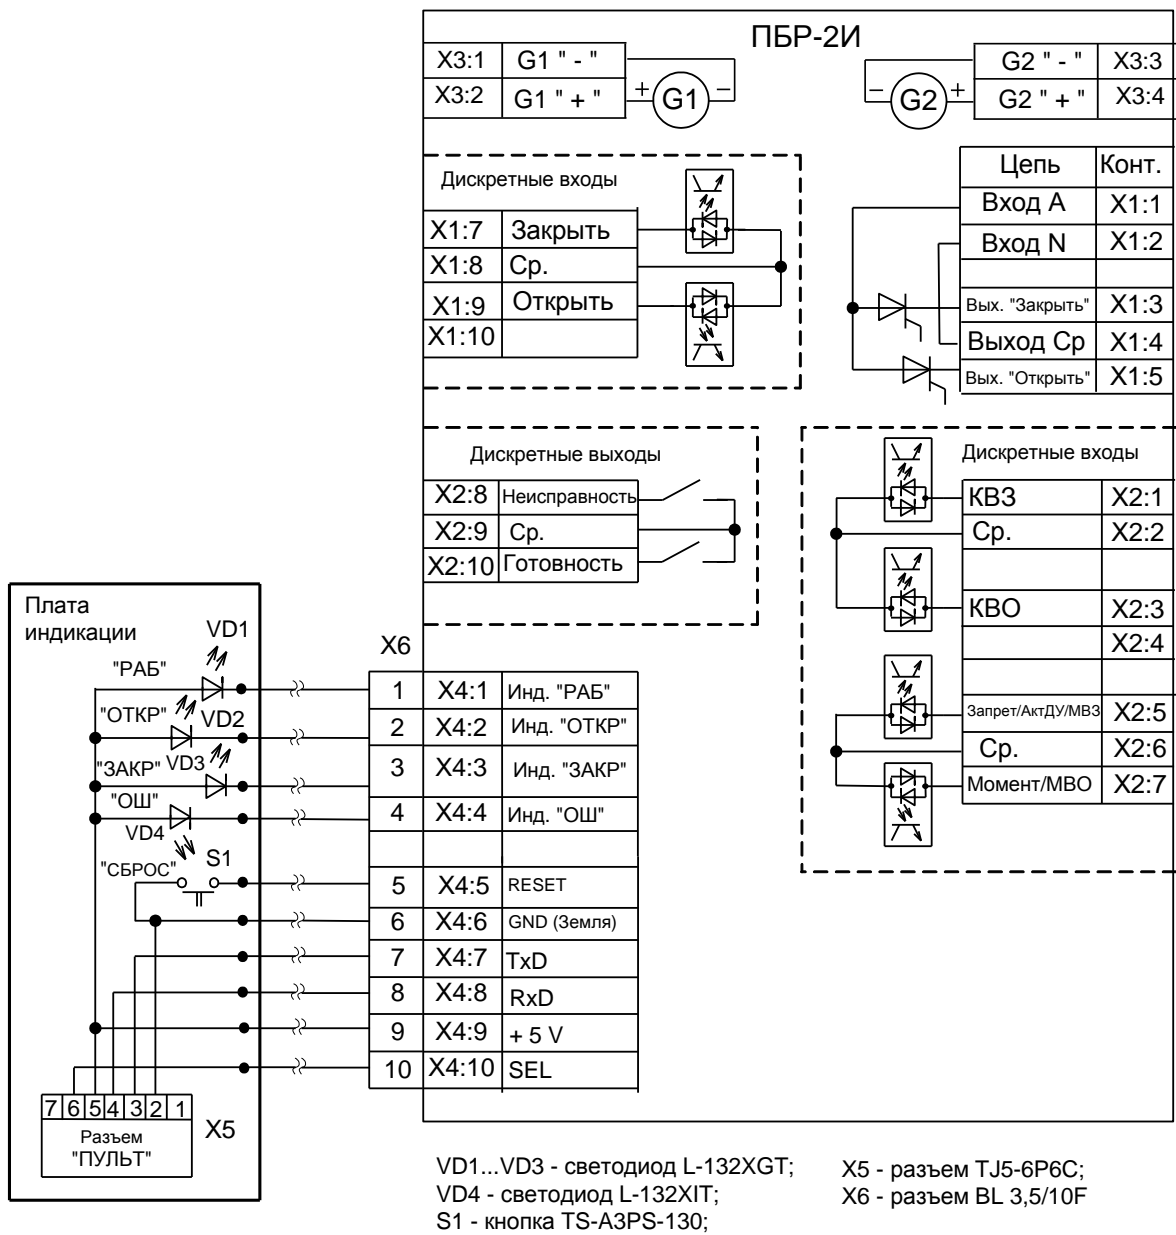 ПБР-2И
X3:1 G1 " - "
X3:2 G1 " + "
+ G1 −
− G2 +
G2 " - " X3:3
G2 " + " X3:4
Дискретные входы
X1:7 Закрыть
X1:8 Ср.
X1:9 Открыть
X1:10
Цепь Конт.
Вход A X1:1
Вход N X1:2
Вых. "Закрыть" X1:3
Выход Ср X1:4
Вых. "Открыть" X1:5
Дискретные выходы
X2:8 Неисправность
X2:9 Ср.
X2:10 Готовность
Дискретные входы
КВЗ X2:1
Ср. X2:2
КВО X2:3
X2:4
Запрет/АктДУ/МВЗ X2:5
Ср. X2:6
Момент/МВО X2:7
Плата
индикации
VD1
"РАБ"
"ОТКР" VD2
"ЗАКР" VD3
"ОШ"
VD4
"СБРОС" S1
X6
1 X4:1 Инд. "РАБ"
2 X4:2 Инд. "ОТКР"
3 X4:3 Инд. "ЗАКР"
4 X4:4 Инд. "ОШ"
5 X4:5 RESET
6 X4:6 GND (Земля)
7 X4:7 TxD
8 X4:8 RxD
9 X4:9 + 5 V
10 X4:10 SEL
7 6 5 4 3 2 1
Разъем
"ПУЛЬТ"
X5
VD1...VD3 - светодиод L-132XGT;
VD4 - светодиод L-132XIT;
S1 - кнопка TS-A3PS-130;
X5 - разъем TJ5-6P6C;
X6 - разъем BL 3,5/10F